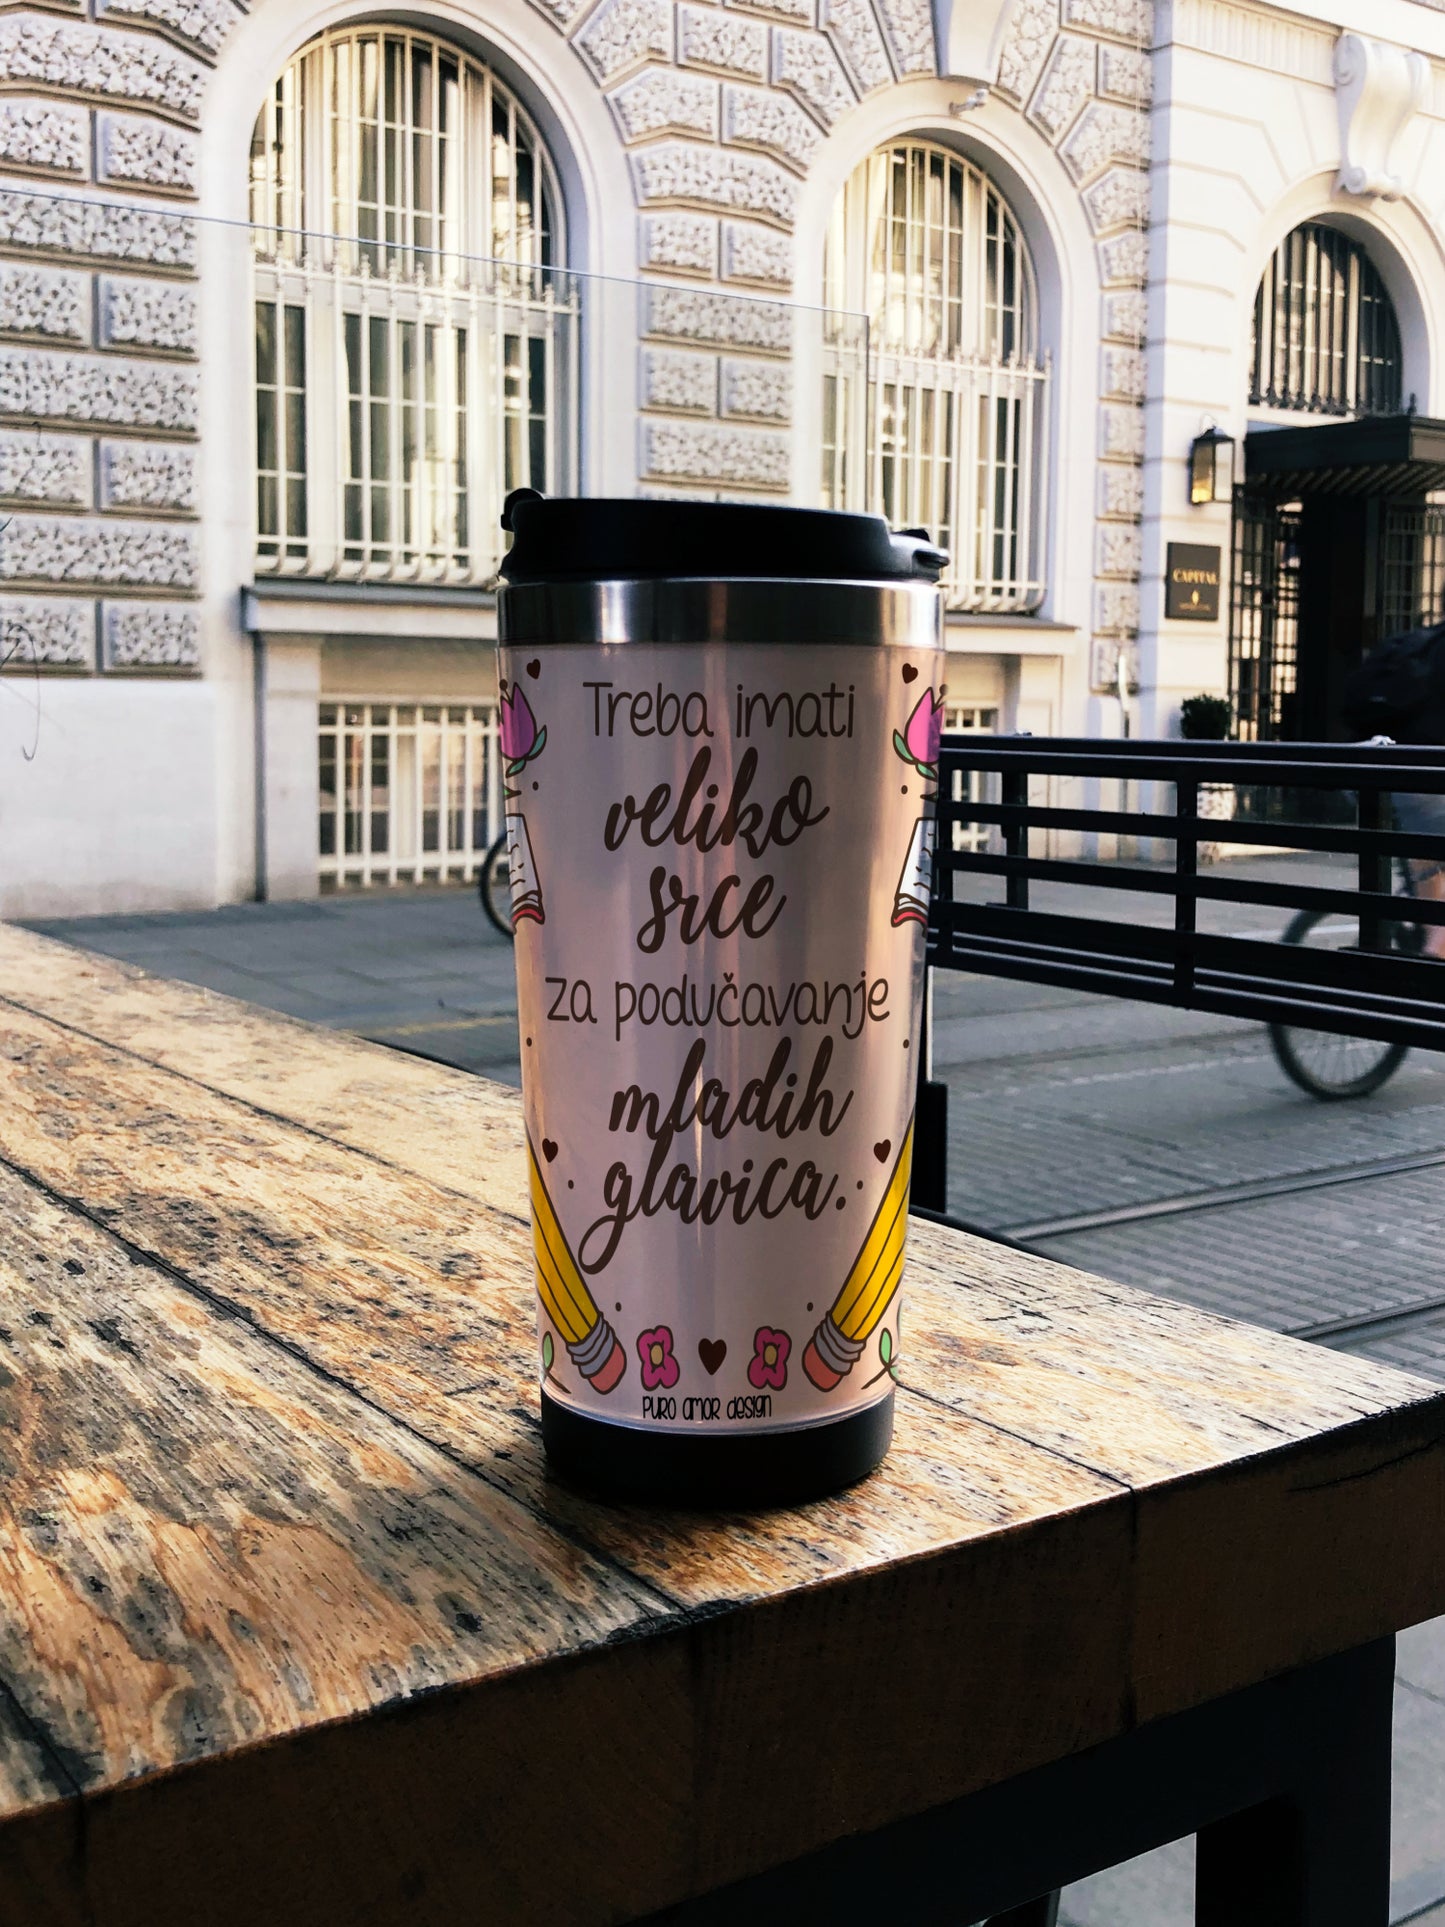 Treba imati
veliko
srce
za podučavanje
mladih
glavica.
PURO AMOR DESIGN
CAPITAL